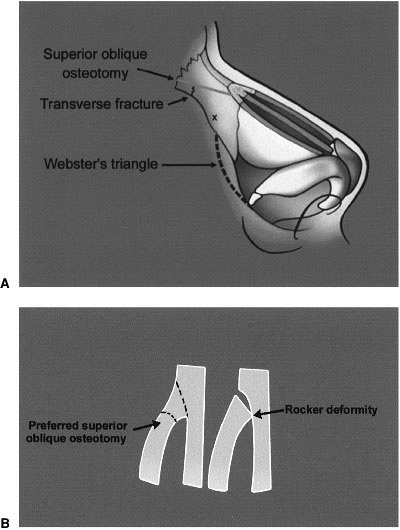 Superior oblique
osteotomy
Transverse fracture
x
Webster's triangle
A
Rocker deformity
Preferred superior
oblique osteotomy
B